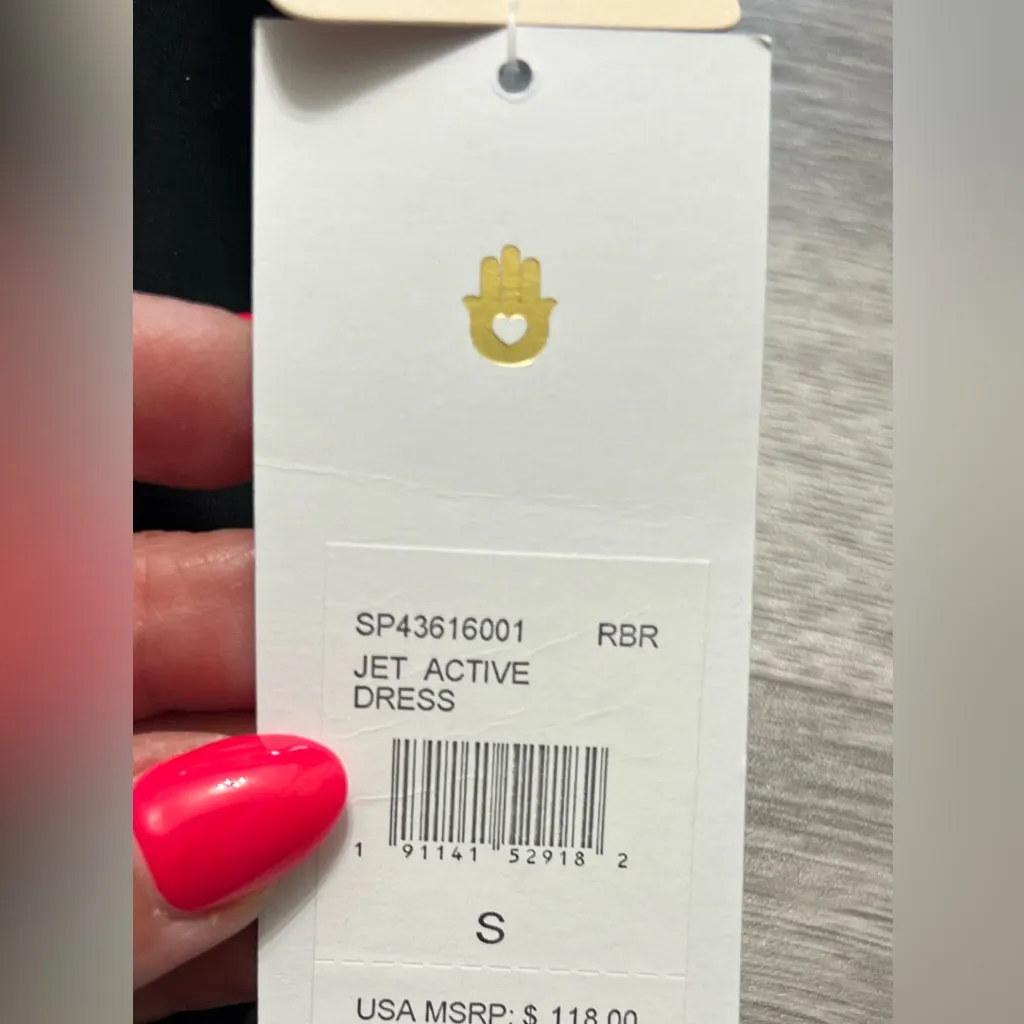 SP43616001 RBR
JET ACTIVE
DRESS
1 91141 52918 2
S
USA MSRP: $ 118.00